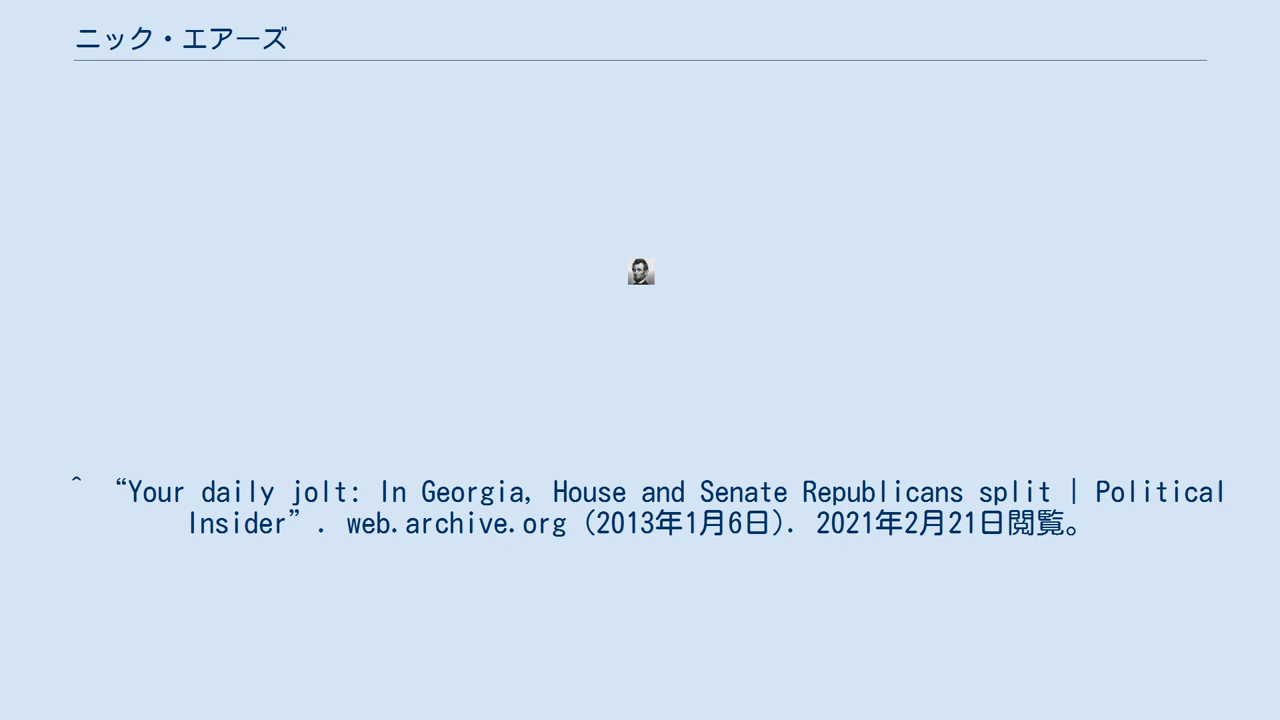 ニック・エアーズ
^ “Your daily jolt: In Georgia, House and Senate Republicans split | Political
Insider”. web.archive.org (2013年1月6日). 2021年2月21日閲覧。